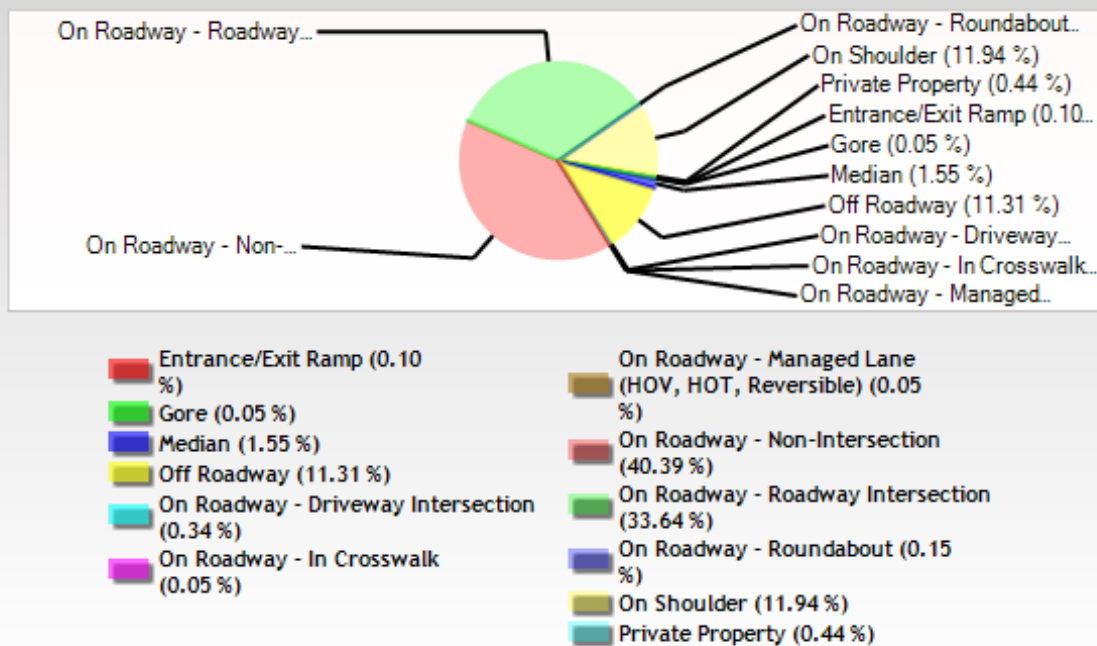 On Roadway - Roadway...
On Roadway - Non-...
On Roadway - Roundabout...
On Shoulder (11.94 %)
Private Property (0.44 %)
Entrance/Exit Ramp (0.10...
Gore (0.05 %)
Median (1.55 %)
Off Roadway (11.31 %)
On Roadway - Driveway...
On Roadway - In Crosswalk...
On Roadway - Managed...
Entrance/Exit Ramp (0.10
%)
Gore (0.05 %)
Median (1.55 %)
Off Roadway (11.31 %)
On Roadway - Driveway Intersection
(0.34 %)
On Roadway - In Crosswalk
(0.05 %)
On Roadway - Managed Lane
(HOV, HOT, Reversible) (0.05
%)
On Roadway - Non-Intersection
(40.39 %)
On Roadway - Roadway Intersection
(33.64 %)
On Roadway - Roundabout (0.15
%)
On Shoulder (11.94 %)
Private Property (0.44 %)